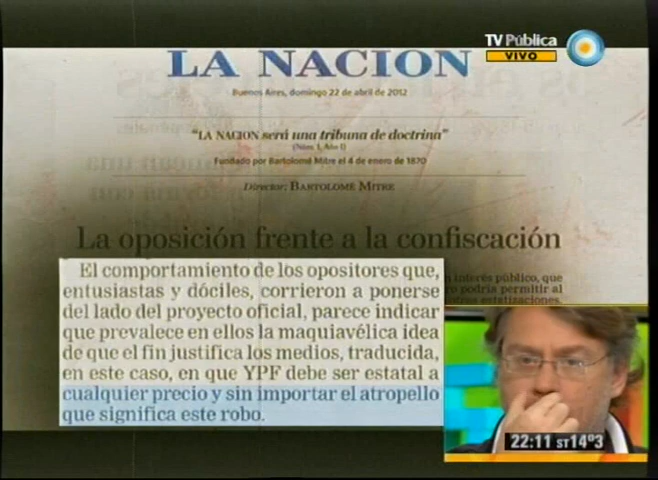 TV Pública
VIVO
LA NACION
Buenos Aires, domingo 22 de abril de 2012
"LA NACION será una tribuna de doctrina"
(Núm. 1, Año I)
Fundado por Bartolomé Mitre el 4 de enero de 1870
Director: BARTOLOMÉ MITRE
La oposición frente a la confiscación
El comportamiento de los opositores que,
entusiastas y dóciles, corrieron a ponerse
del lado del proyecto oficial, parece indicar
que prevalece en ellos la maquiavélica idea
de que el fin justifica los medios, traducida,
en este caso, en que YPF debe ser estatal a
cualquier precio y sin importar el atropello
que significa este robo.
interés público, que
podría permitir al
otras estatizaciones.
22:11 ST 14º3